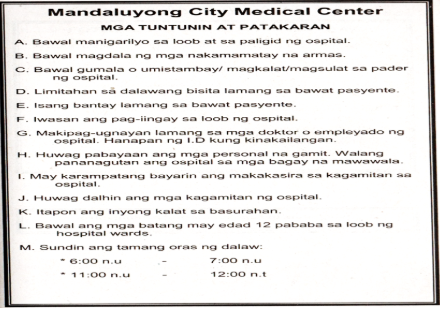 Mandaluyong City Medical Center
MGA TUNTUNIN AT PATAKARAN
A. Bawal manigarilyo sa loob at sa paligid ng ospital.
B. Bawal magdala ng mga nakamamatay na armas.
C. Bawal gumala o umistambay/ magkalat/magsulat sa pader
ng ospital.
D. Limitahan sa dalawang bisita lamang sa bawat pasyente.
E. Isang bantay lamang sa bawat pasyente.
F. Iwasan ang pag-iingay sa loob ng ospital.
G. Makipag-ugnayan lamang sa mga doktor o empleyado ng
ospital. Hanapan ng I.D kung kinakailangan.
H. Huwag pabayaan ang mga personal na gamit. Walang
pananagutan ang ospital sa mga bagay na mawawala.
I. May karampatang bayarin ang makakasira sa kagamitan sa
ospital.
J. Huwag dalhin ang mga kagamitan ng ospital.
K. Itapon ang inyong kalat sa basurahan.
L. Bawal ang mga batang may edad 12 pababa sa loob ng
hospital wards.
M. Sundin ang tamang oras ng dalaw:
* 6:00 n.u - 7:00 n.u
* 11:00 n.u - 12:00 n.t